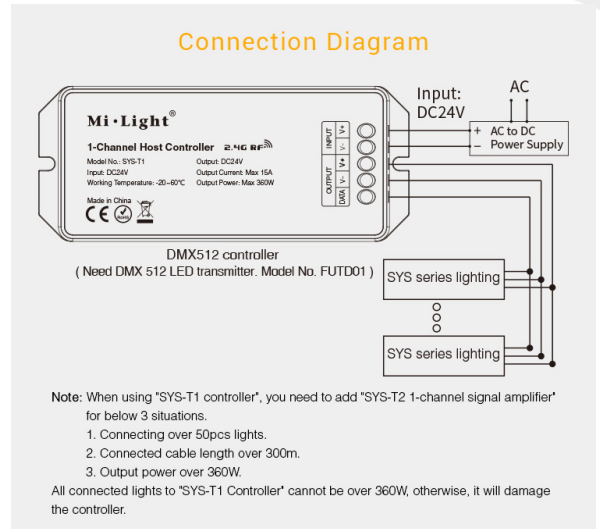 Connection Diagram
Input:
DC24V
AC
AC to DC
Power Supply
+
−
Mi·Light®
1-Channel Host Controller 2.4G RF
Model No.: SYS-T1
Output: DC24V
Input: DC24V
Output Current: Max 15A
Working Temperature: -20~60℃
Output Power: Max 360W
Made in China
CE RoHS
INPUT
V+
V-
OUTPUT
V+
V-
DATA
DMX512 controller
( Need DMX 512 LED transmitter. Model No. FUTD01 )
SYS series lighting
SYS series lighting
Note: When using "SYS-T1 controller", you need to add "SYS-T2 1-channel signal amplifier"
for below 3 situations.
1. Connecting over 50pcs lights.
2. Connected cable length over 300m.
3. Output power over 360W.
All connected lights to "SYS-T1 Controller" cannot be over 360W, otherwise, it will damage
the controller.